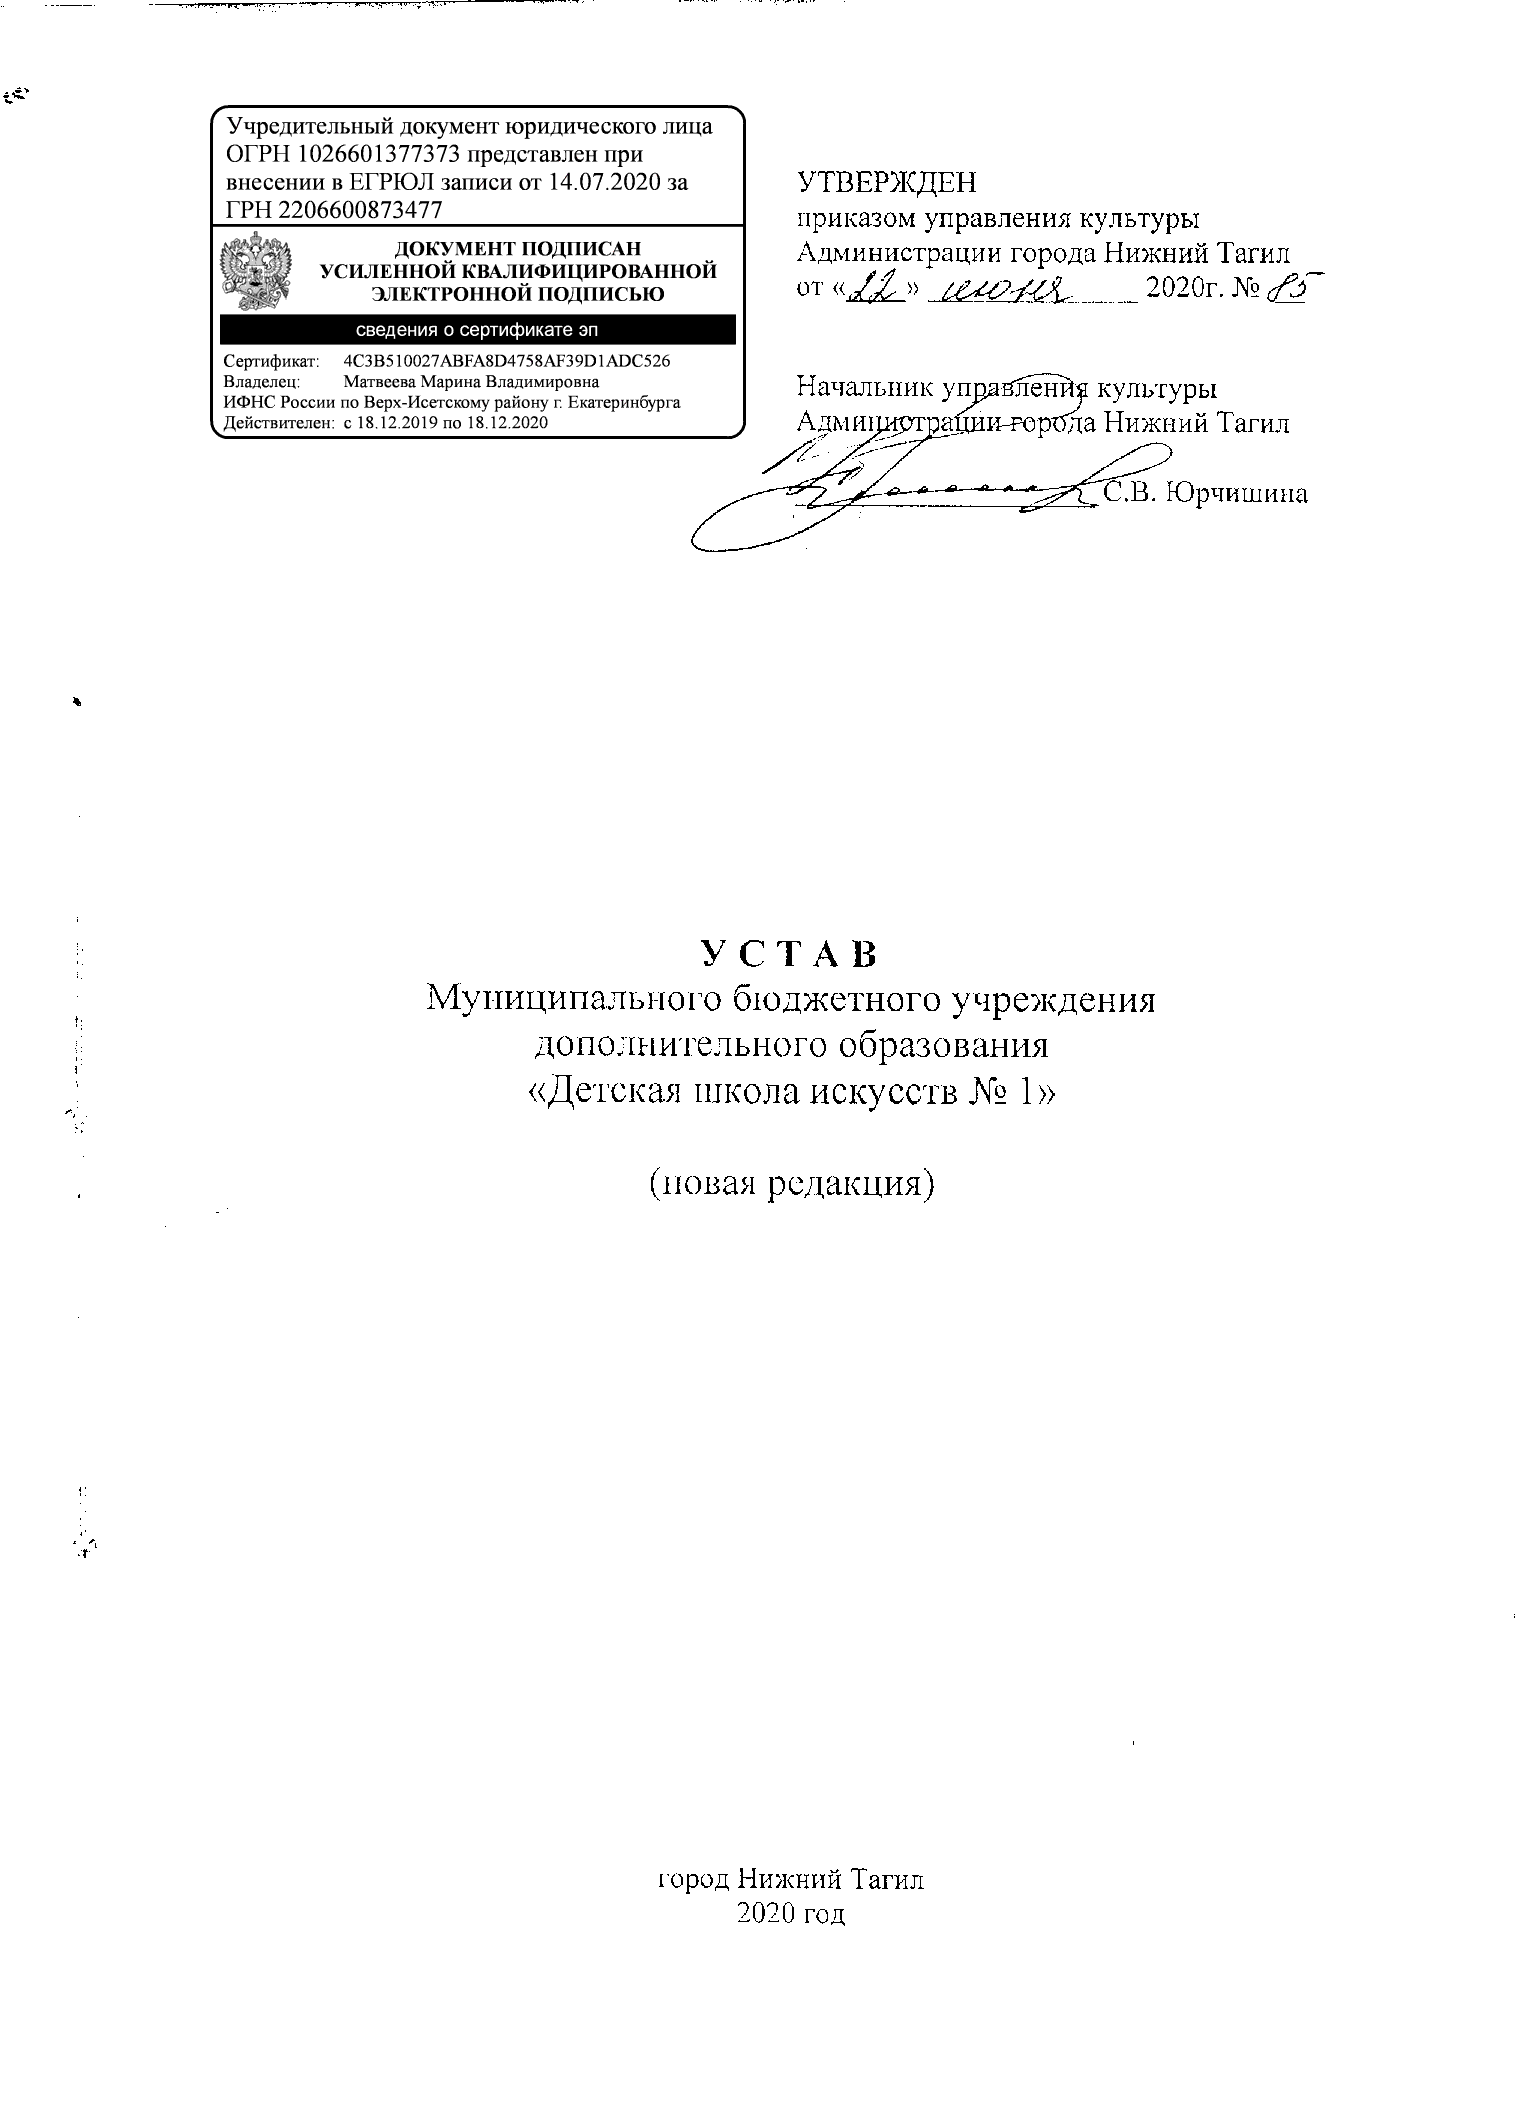 Учредительный документ юридического лица
ОГРН 1026601377373 представлен при
внесении в ЕГРЮЛ записи от 14.07.2020 за
ГРН 2206600873477
ДОКУМЕНТ ПОДПИСАН
УСИЛЕННОЙ КВАЛИФИЦИРОВАННОЙ
ЭЛЕКТРОННОЙ ПОДПИСЬЮ
сведения о сертификате эп
Сертификат: 4C3B510027ABFA8D4758AF39D1ADC526
Владелец: Матвеева Марина Владимировна
ИФНС России по Верх-Исетскому району г. Екатеринбурга
Действителен: с 18.12.2019 по 18.12.2020
УТВЕРЖДЕН
приказом управления культуры
Администрации города Нижний Тагил
от «22» июня 2020г. № 85
Начальник управления культуры
Администрации города Нижний Тагил
С.В. Юрчишина
У С Т А В
Муниципального бюджетного учреждения
дополнительного образования
«Детская школа искусств № 1»
(новая редакция)
город Нижний Тагил
2020 год